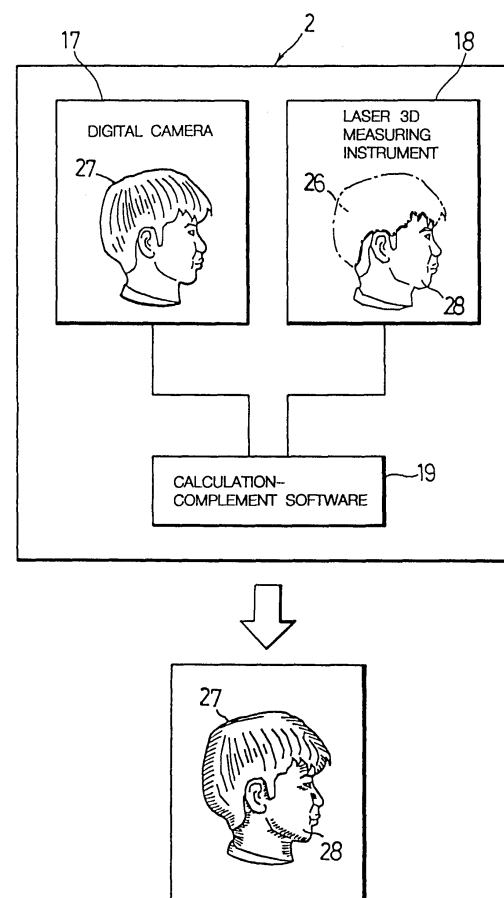 2
17
18
DIGITAL CAMERA
LASER 3D
MEASURING
INSTRUMENT
27
26
28
CALCULATION-
COMPLEMENT SOFTWARE
19
27
28